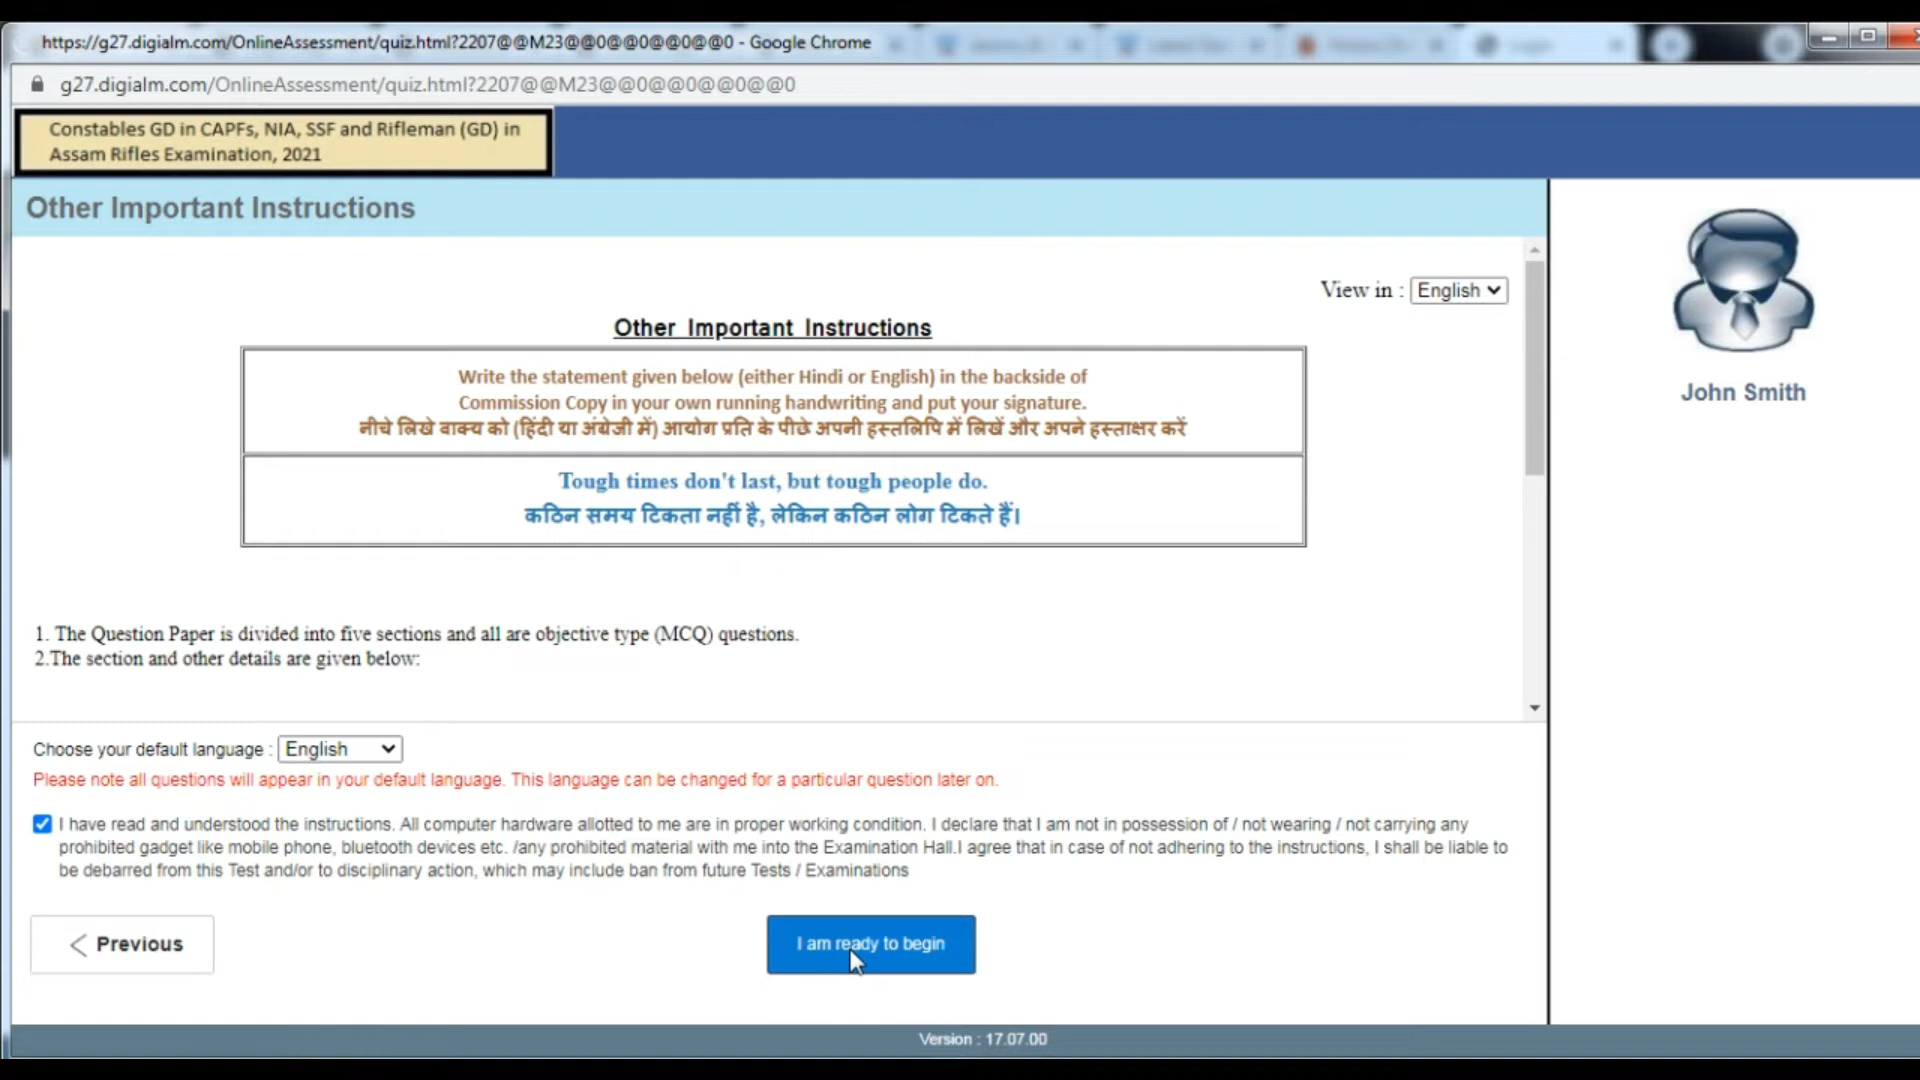 https://g27.digialm.com/OnlineAssessment/quiz.html?2207@@M23@@0@@0@@0@@0 - Google Chrome
g27.digialm.com/OnlineAssessment/quiz.html?2207@@M23@@0@@0@@0@@0
Constables GD in CAPFs, NIA, SSF and Rifleman (GD) in
Assam Rifles Examination, 2021
Other Important Instructions
View in : English
Other Important Instructions
Write the statement given below (either Hindi or English) in the backside of
Commission Copy in your own running handwriting and put your signature.
नीचे लिखे वाक्य को (हिंदी या अंग्रेजी में) आयोग प्रति के पीछे अपनी हस्तलिपि में लिखें और अपने हस्ताक्षर करें
Tough times don't last, but tough people do.
कठिन समय टिकता नहीं है, लेकिन कठिन लोग टिकते हैं।
John Smith
1. The Question Paper is divided into five sections and all are objective type (MCQ) questions.
2.The section and other details are given below:
Choose your default language : English
Please note all questions will appear in your default language. This language can be changed for a particular question later on.
I have read and understood the instructions. All computer hardware allotted to me are in proper working condition. I declare that I am not in possession of / not wearing / not carrying any
prohibited gadget like mobile phone, bluetooth devices etc. /any prohibited material with me into the Examination Hall.I agree that in case of not adhering to the instructions, I shall be liable to
be debarred from this Test and/or to disciplinary action, which may include ban from future Tests / Examinations
Previous
I am ready to begin
Version : 17.07.00